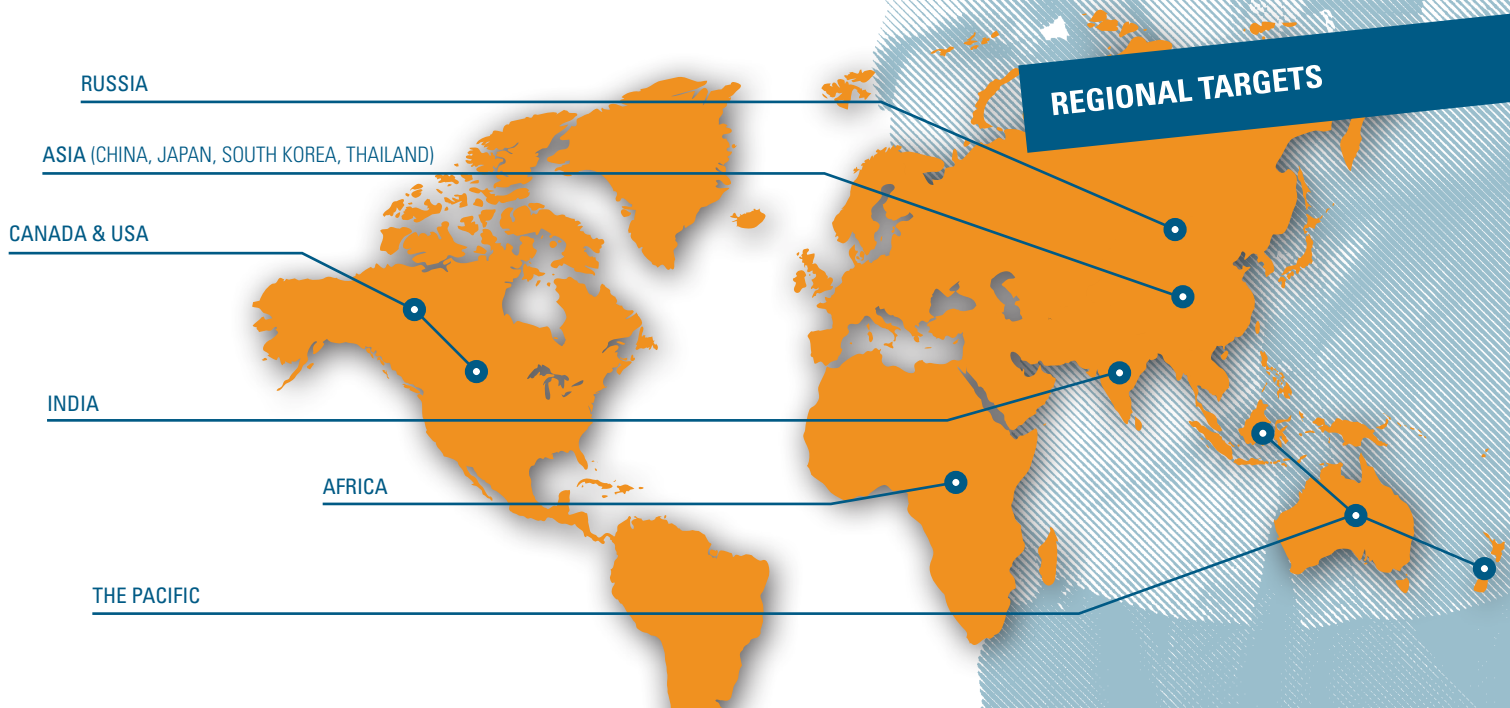 REGIONAL TARGETS
RUSSIA
ASIA (CHINA, JAPAN, SOUTH KOREA, THAILAND)
CANADA & USA
INDIA
AFRICA
THE PACIFIC